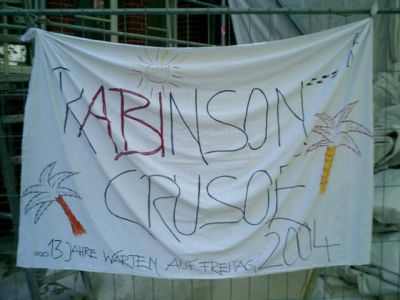 RABINSON
CRUSOE
...13 JAHRE WARTEN AUF FREITAG, 2004